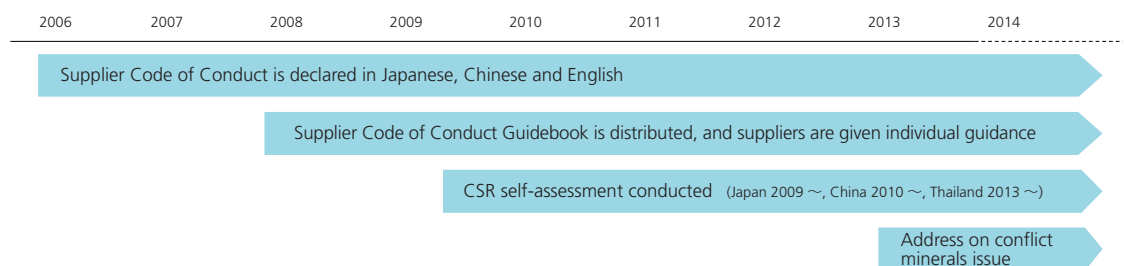 2006 2007 2008 2009 2010 2011 2012 2013 2014
Supplier Code of Conduct is declared in Japanese, Chinese and English
Supplier Code of Conduct Guidebook is distributed, and suppliers are given individual guidance
CSR self-assessment conducted (Japan 2009 ～, China 2010 ～, Thailand 2013 ～)
Address on conflict
minerals issue